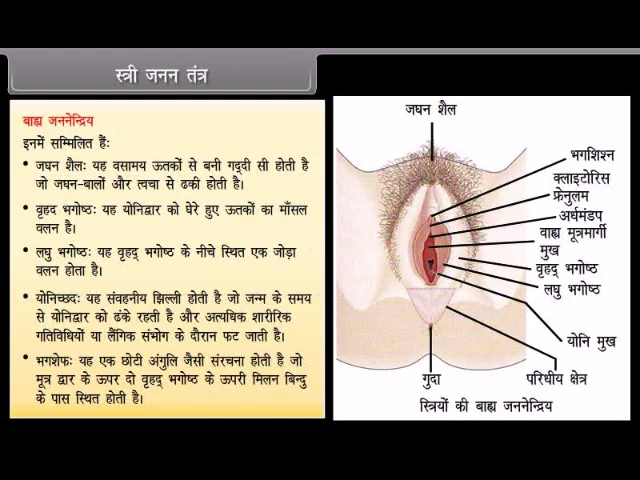 स्त्री जनन तंत्र
बाह्य जननेन्द्रिय
इनमें सम्मिलित हैं:
• जघन शैल: यह वसामय ऊतकों से बनी गद्‌दी सी होती है
जो जघन-बालों और त्वचा से ढकी होती है।
• वृहद भगोष्ठ: यह योनिद्वार को घेरे हुए ऊतकों का माँसल
वलन है।
• लघु भगोष्ठ: यह वृहद् भगोष्ठ के नीचे स्थित एक जोड़ा
वलन होता है।
• योनिच्छद: यह संवहनीय झिल्ली होती है जो जन्म के समय
से योनिद्वार को ढंके रहती है और अत्यधिक शारीरिक
गतिविधियों या लैंगिक संभोग के दौरान फट जाती है।
• भगशेफ: यह एक छोटी अंगुलि जैसी संरचना होती है जो
मूत्र द्वार के ऊपर दो वृहद् भगोष्ठ के ऊपरी मिलन बिन्दु
के पास स्थित होती है।
जघन शैल
भगशिश्न
क्लाइटोरिस
फ्रेनुलम
अर्धमंडप
वाह्य मूत्रमार्गी
मुख
वृहद् भगोष्ठ
लघु भगोष्ठ
योनि मुख
गुदा
परिधीय क्षेत्र
स्त्रियों की बाह्य जननेन्द्रिय